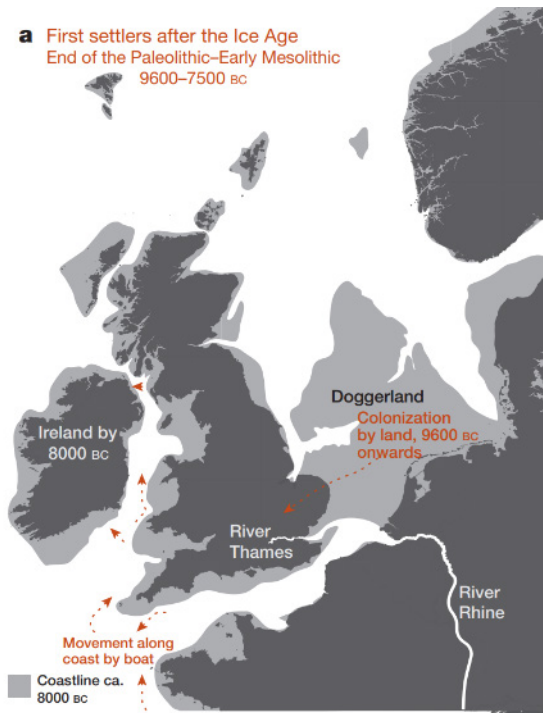 a First settlers after the Ice Age
End of the Paleolithic–Early Mesolithic
9600–7500 BC
Doggerland
Colonization
by land, 9600 BC
onwards
Ireland by
8000 BC
River
Thames
River
Rhine
Movement along
coast by boat
Coastline ca.
8000 BC